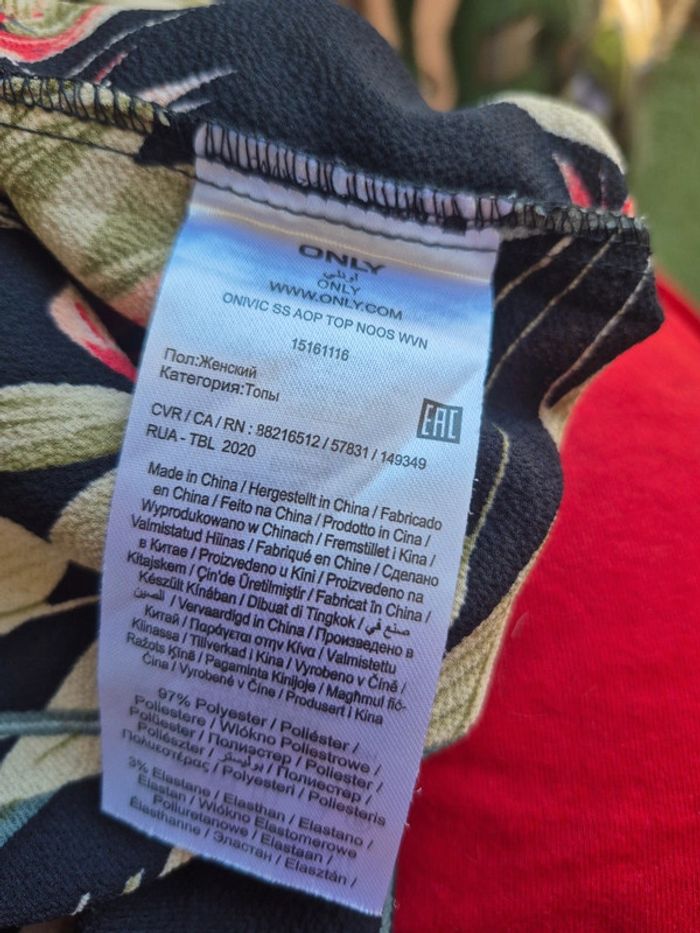 ONLY
اونلي
ONLY
WWW.ONLY.COM
ONIVIC SS AOP TOP NOOS WVN
15161116
Пол:Женский
Категория:Топы
EAC
CVR / CA / RN : 88216512 / 57831 / 149349
RUA - TBL 2020
Made in China / Hergestellt in China / Fabricado
en China / Feito na China / Prodotto in Cina /
Wyprodukowano w Chinach / Fremstillet i Kina /
Valmistatud Hiinas / Fabriqué en Chine / Сделано
в Китае / Proizvedeno u Kini / Proizvedeno na
Kitajskem / Çin'de Üretilmiştir / Fabricat în China /
Készült Kínában / Dibuat di Tingkok / صنع في
الصين / Vervaardigd in China / Произведено в
Китай / Παράγεται στην Κίνα / Valmistettu
Kiinassa / Tillverkad i Kina / Vyrobeno v Číně /
Ražots Ķīnā / Pagaminta Kinijoje / Magħmul fiċ-
Ċina / Vyrobené v Číne / Produsert i Kina
97% Polyester / Poliéster /
Poliestere / Włókno Poliestrowe /
Polüester / Полиэстер / Poliester /
Poliészter / بوليستر / Полиестер /
Πολυεστέρας / Polyesteri / Poliesteris
3% Elastane / Elasthan / Elastano /
Elastan / Włókno Elastomerowe
Poliuretanowe / Elastaan /
Élasthanne / Эластан / Elasztán /